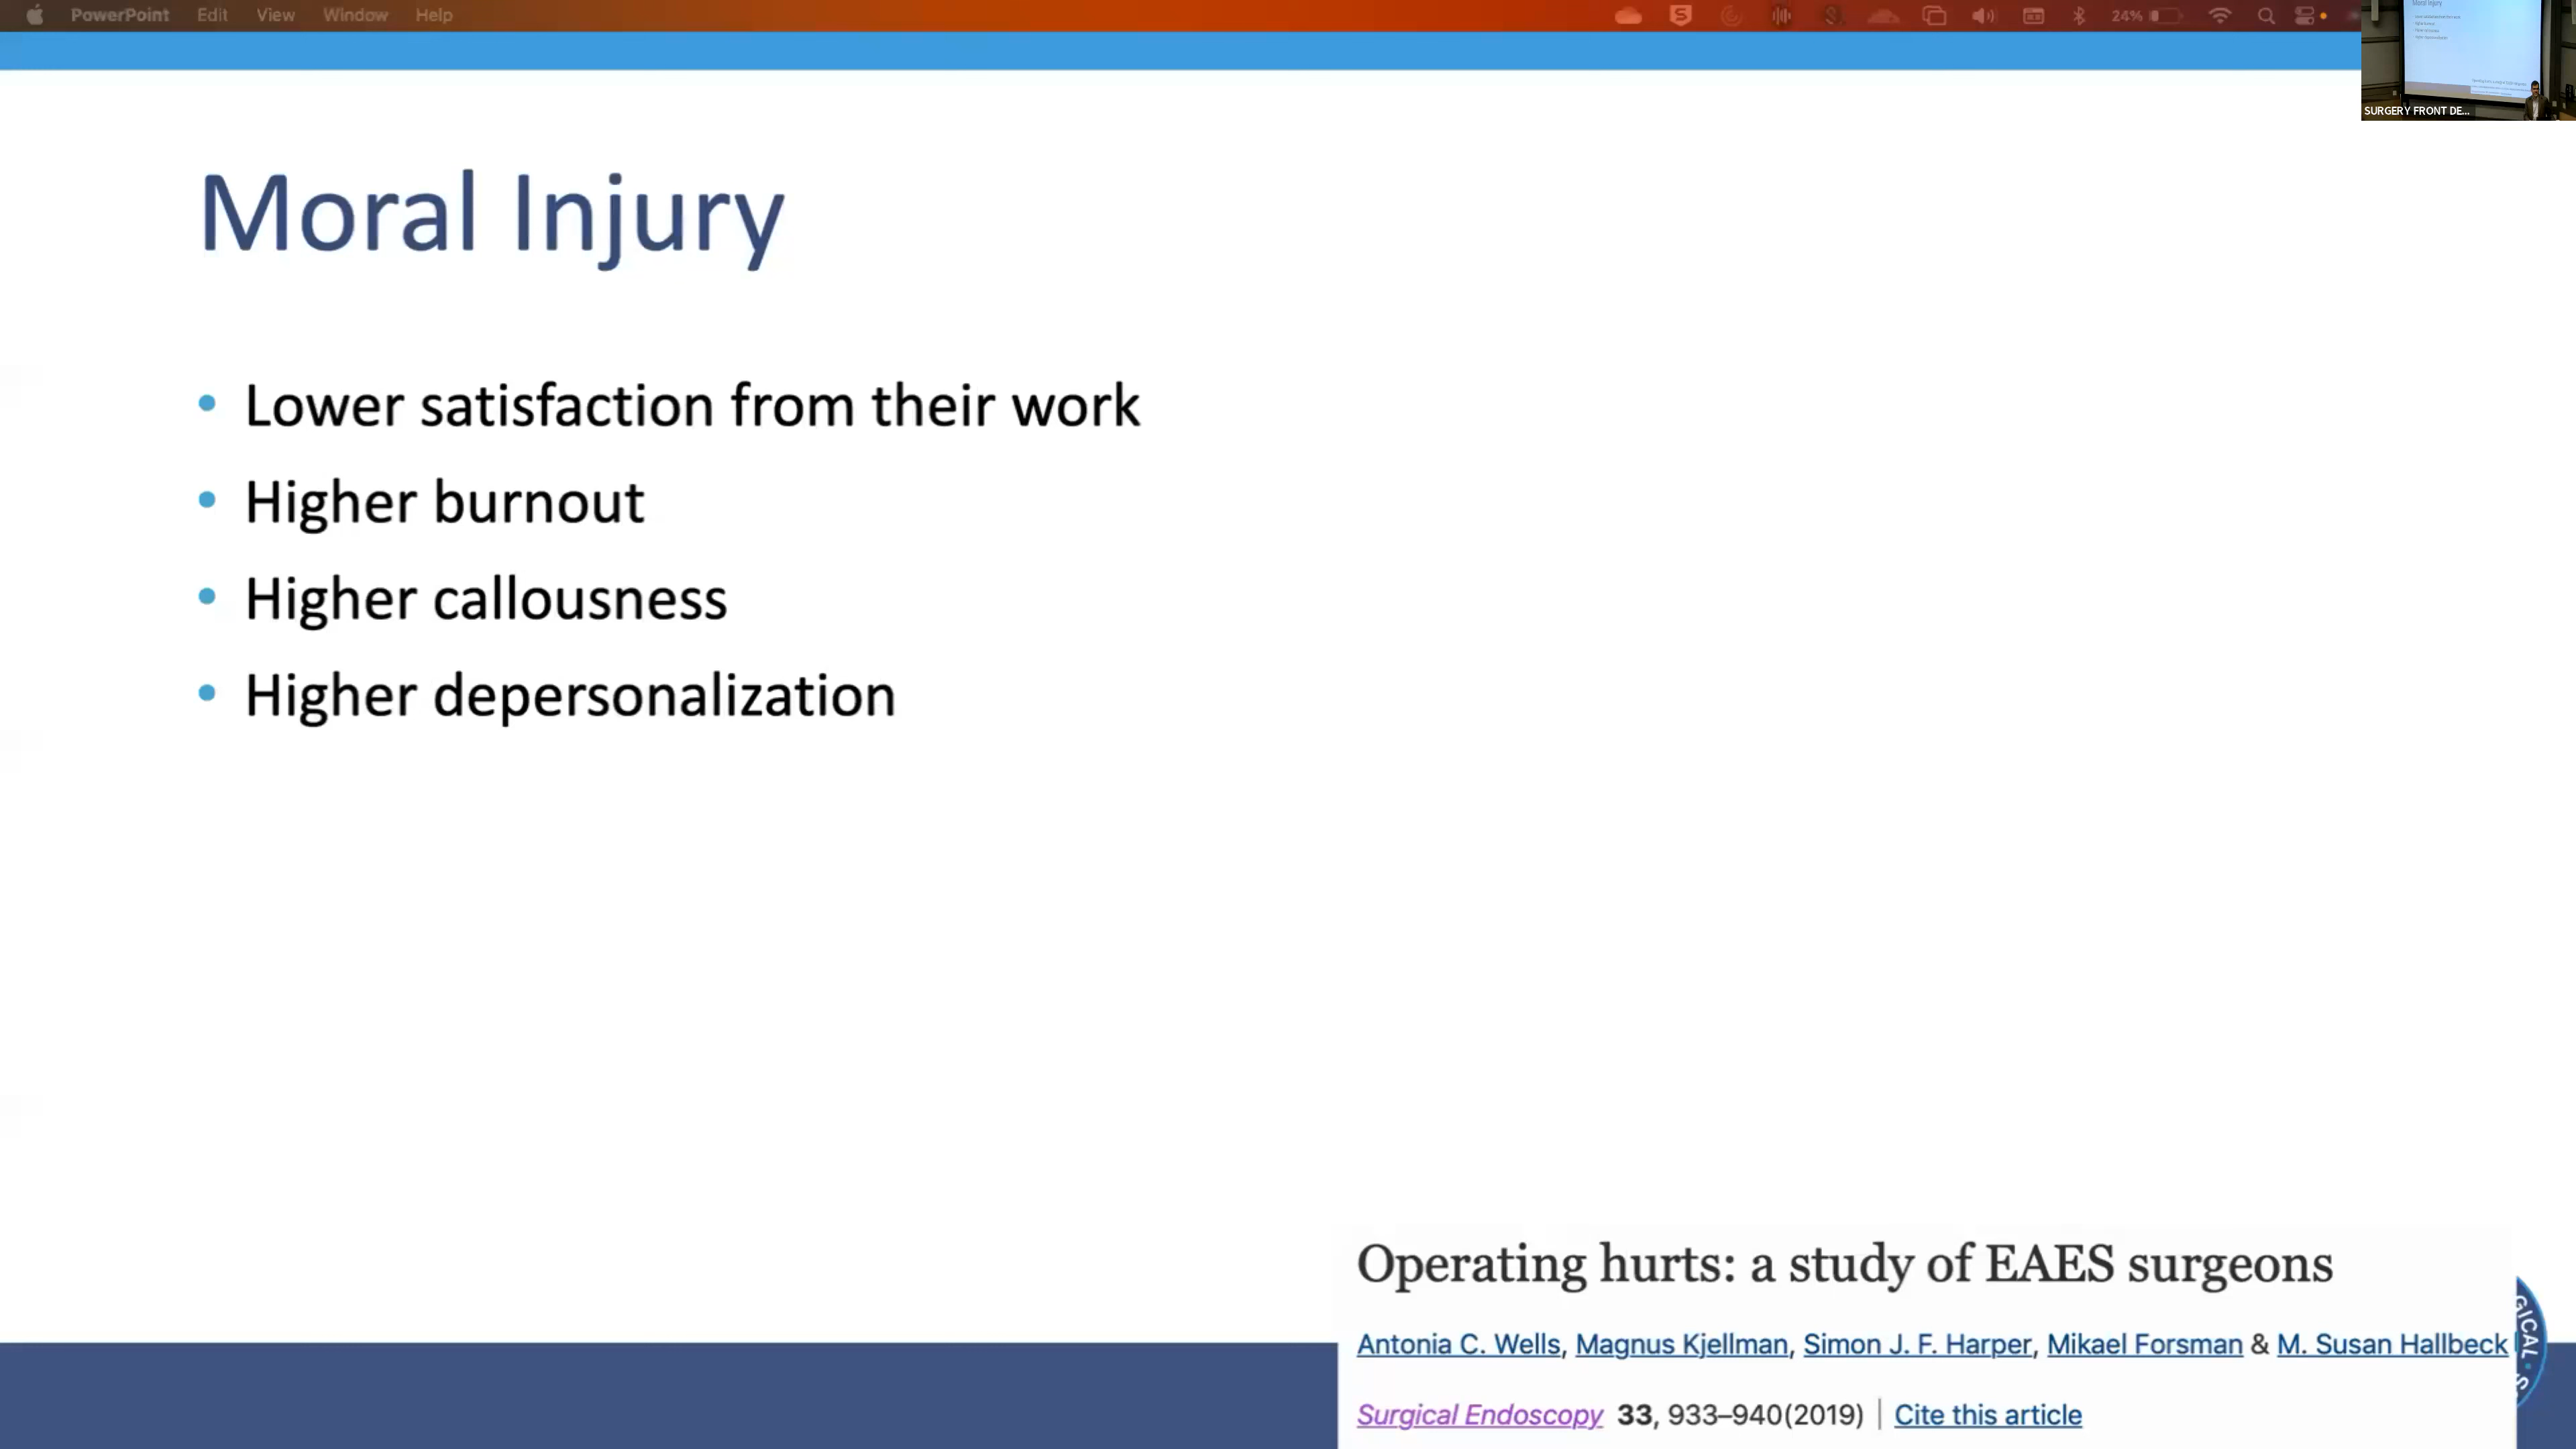 PowerPoint Edit View Window Help 24%
SURGERY FRONT DE...
Moral Injury
• Lower satisfaction from their work
• Higher burnout
• Higher callousness
• Higher depersonalization
Operating hurts: a study of EAES surgeons
Antonia C. Wells, Magnus Kjellman, Simon J. F. Harper, Mikael Forsman & M. Susan Hallbeck
Surgical Endoscopy 33, 933–940(2019) | Cite this article